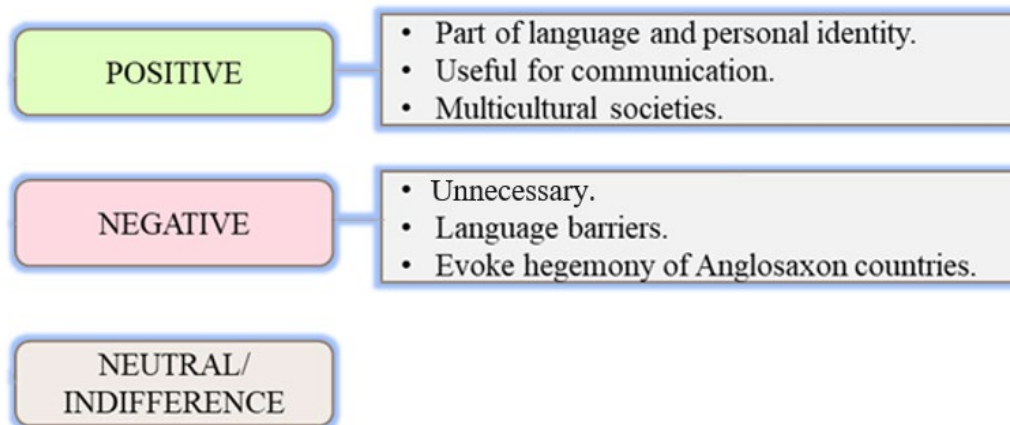 POSITIVE
• Part of language and personal identity.
• Useful for communication.
• Multicultural societies.
NEGATIVE
• Unnecessary.
• Language barriers.
• Evoke hegemony of Anglosaxon countries.
NEUTRAL/
INDIFFERENCE